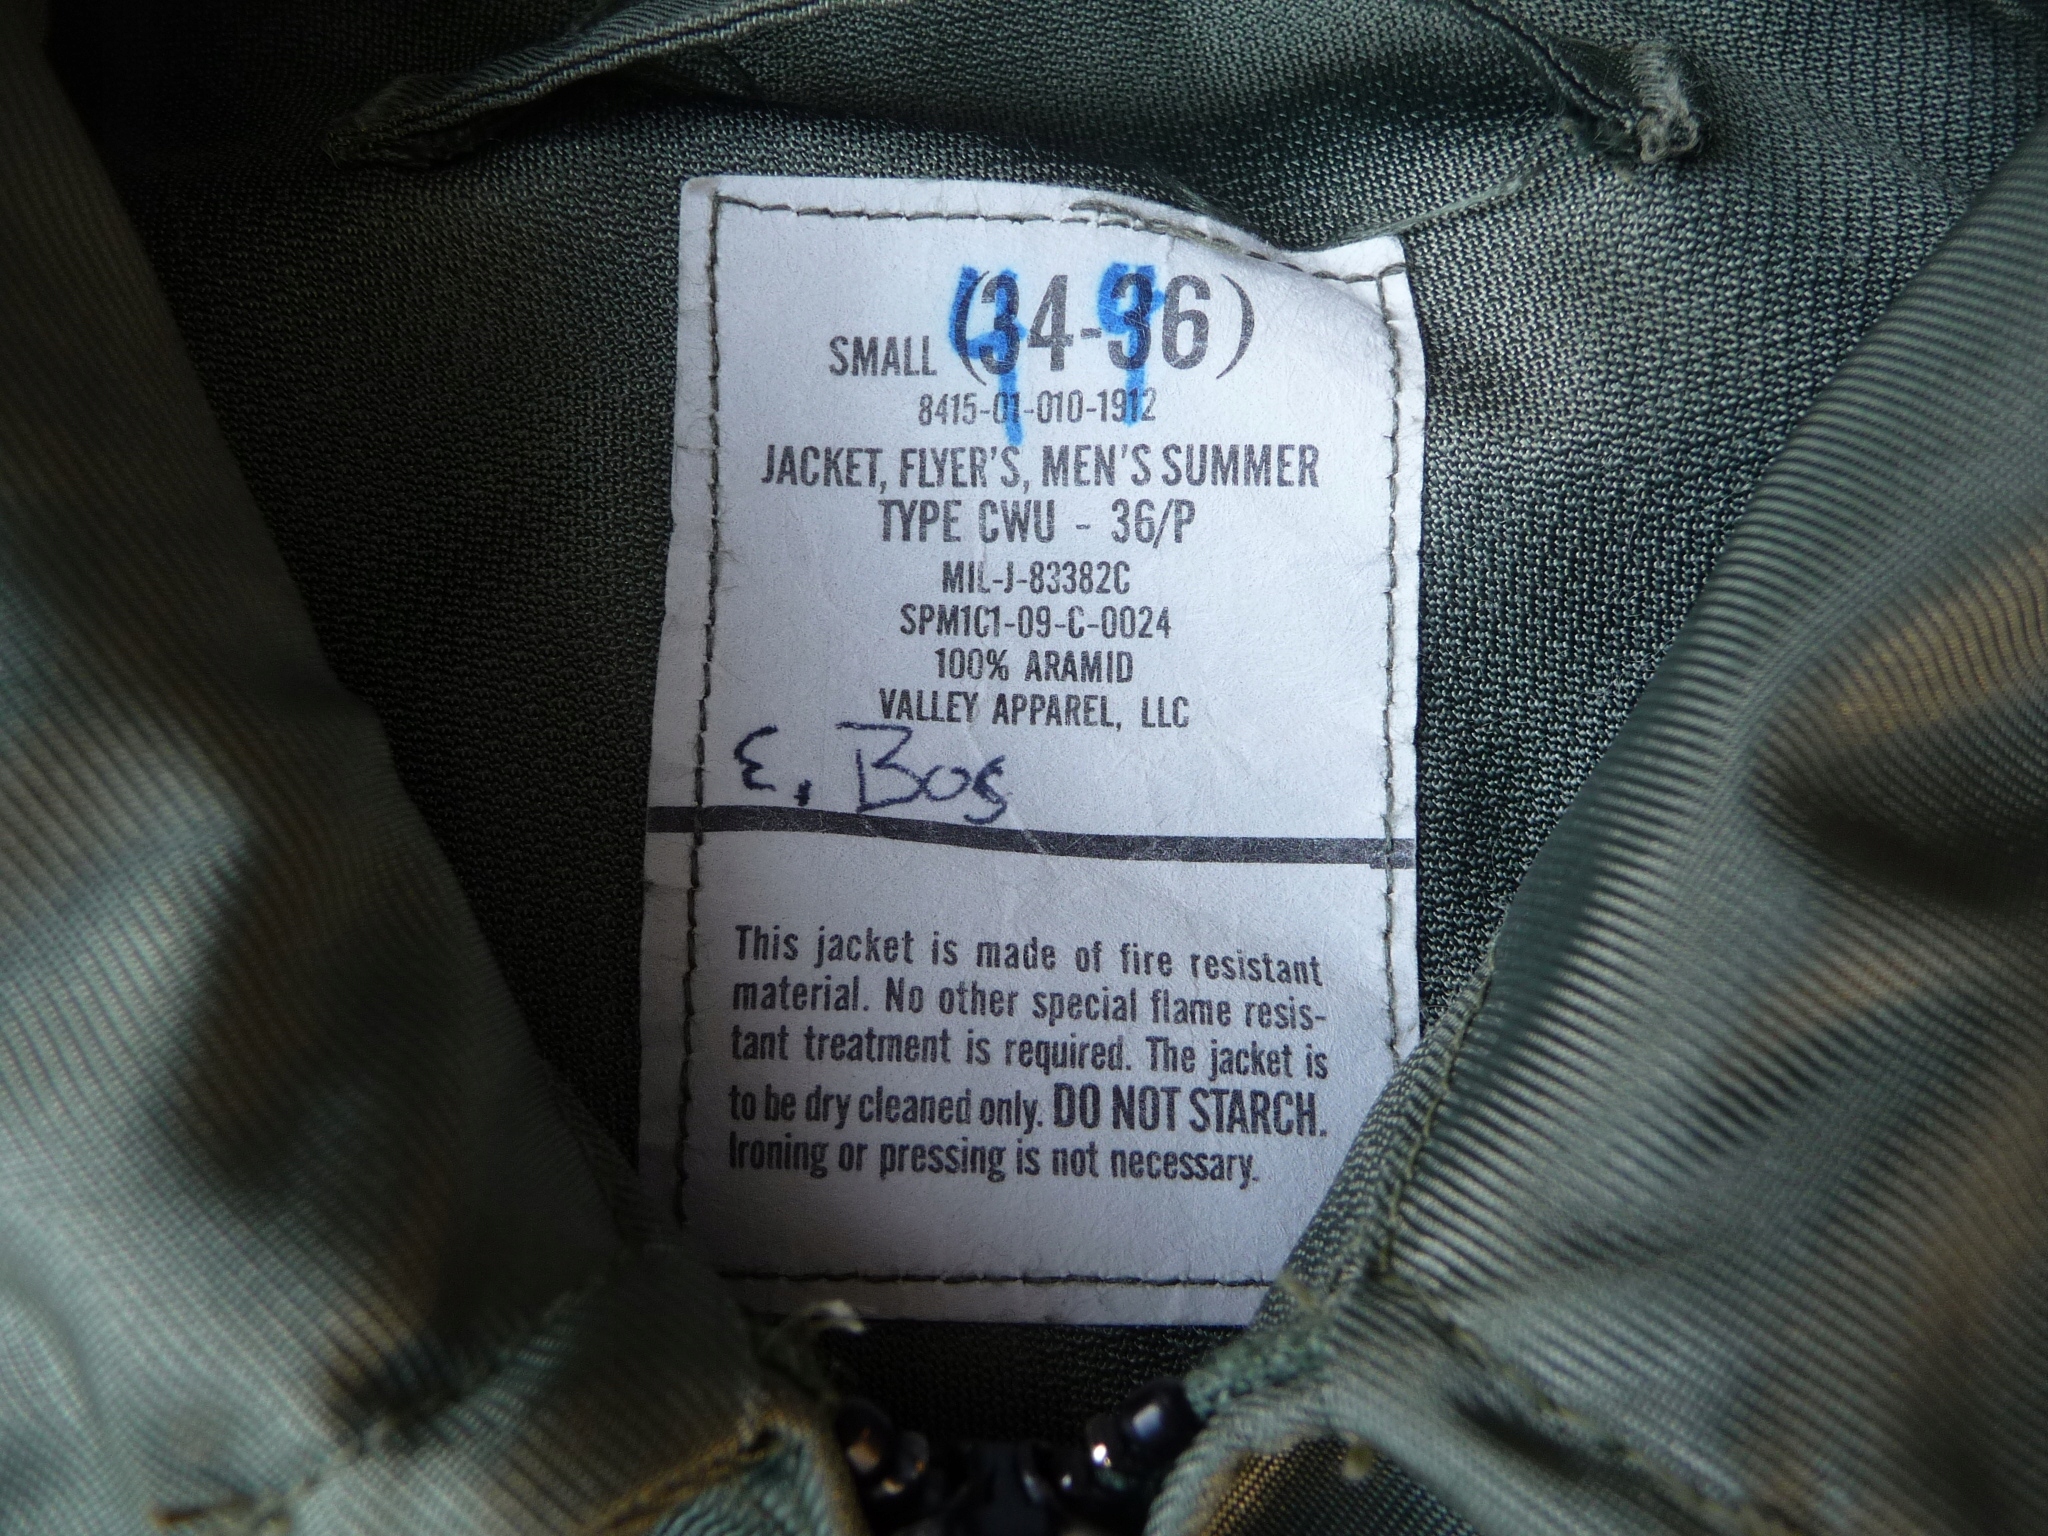 SMALL (34-36)
8415-01-010-1912
JACKET, FLYER'S, MEN'S SUMMER
TYPE CWU - 36/P
MIL-J-83382C
SPM1C1-09-C-0024
100% ARAMID
VALLEY APPAREL, LLC
E. Bos
This jacket is made of fire resistant
material. No other special flame resis-
tant treatment is required. The jacket is
to be dry cleaned only. DO NOT STARCH.
Ironing or pressing is not necessary.